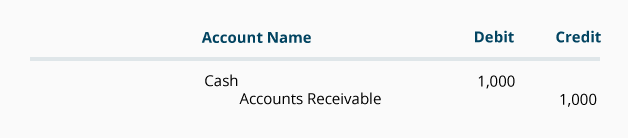 Account Name Debit Credit
Cash 1,000
Accounts Receivable 1,000